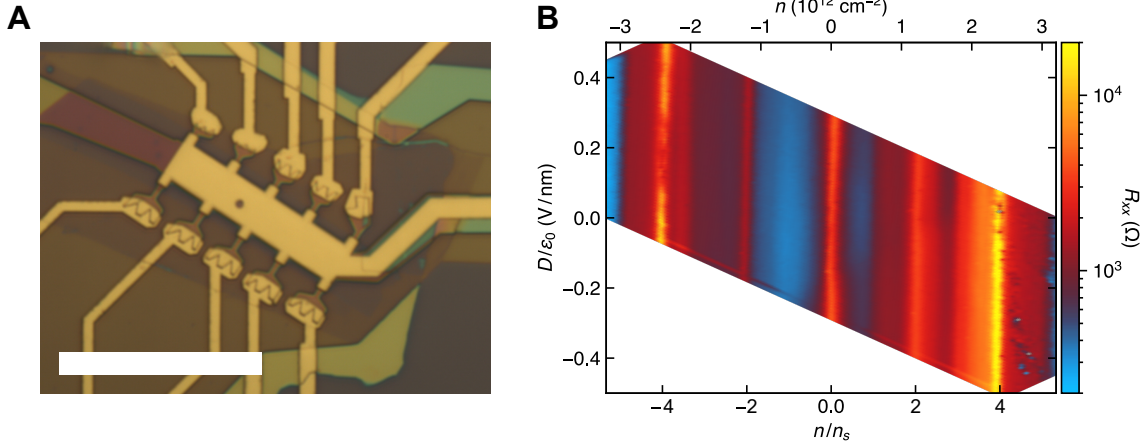 A
B
n (10¹² cm⁻²)
−3 −2 −1 0 1 2 3
0.4
0.2
0.0
−0.2
−0.4
D/ε₀ (V/nm)
−4 −2 0.0 2 4
n/nₛ
10⁴
10³
Rₓₓ (Ω)